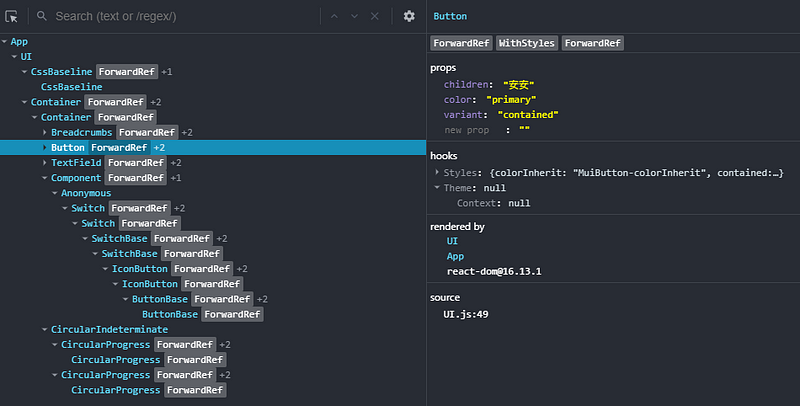 Search (text or /regex/)
App
UI
CssBaseline ForwardRef +1
CssBaseline
Container ForwardRef +2
Container ForwardRef
Breadcrumbs ForwardRef +2
Button ForwardRef +2
TextField ForwardRef +2
Component ForwardRef +1
Anonymous
Switch ForwardRef +2
Switch ForwardRef
SwitchBase ForwardRef +2
SwitchBase ForwardRef
IconButton ForwardRef +2
IconButton ForwardRef
ButtonBase ForwardRef +2
ButtonBase ForwardRef
CircularIndeterminate
CircularProgress ForwardRef +2
CircularProgress ForwardRef
CircularProgress ForwardRef +2
CircularProgress ForwardRef
Button
ForwardRef WithStyles ForwardRef
props
children: "安安"
color: "primary"
variant: "contained"
new prop : ""
hooks
Styles: {colorInherit: "MuiButton-colorInherit", contained:…}
Theme: null
Context: null
rendered by
UI
App
react-dom@16.13.1
source
UI.js:49